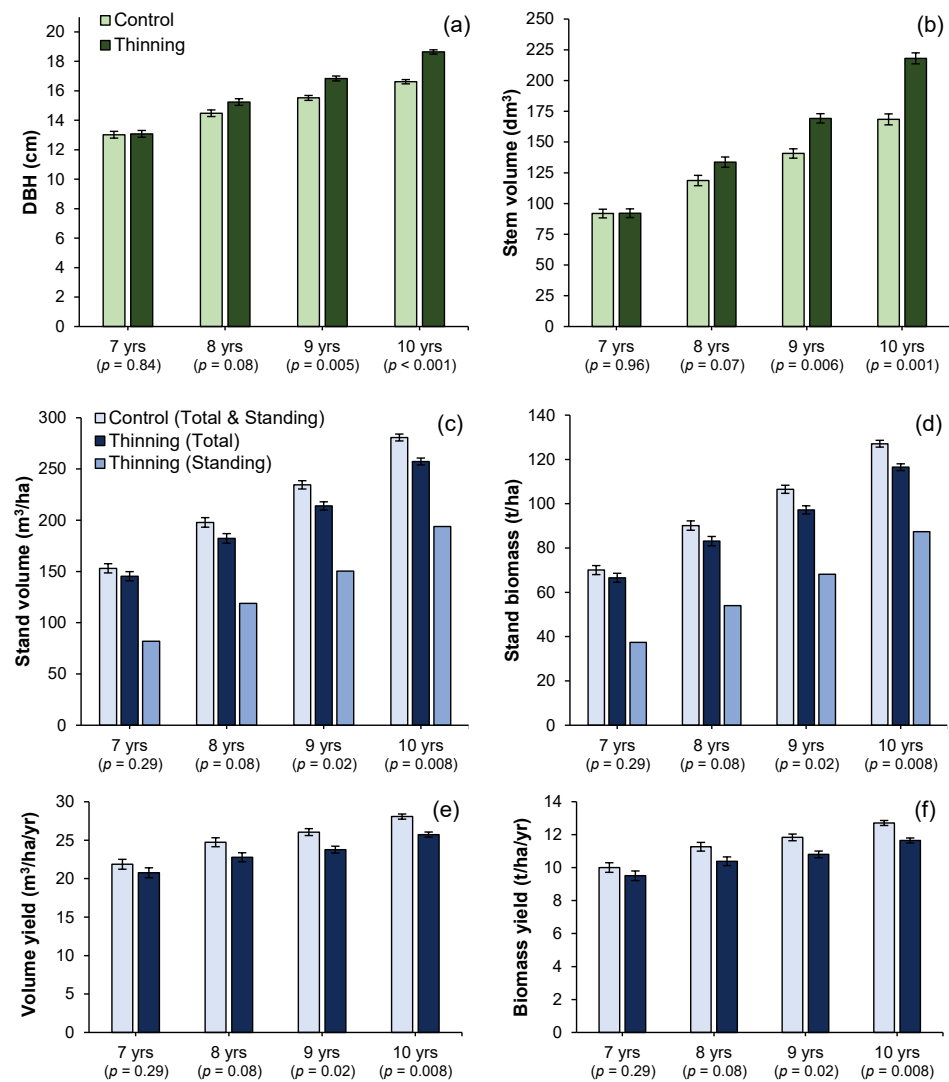 (a)
Control
Thinning
DBH (cm)
20
18
16
14
12
10
8
6
4
2
0
7 yrs 8 yrs 9 yrs 10 yrs
(p = 0.84) (p = 0.08) (p = 0.005) (p < 0.001)
(b)
Stem volume (dm³)
250
225
200
175
150
125
100
75
50
25
0
7 yrs 8 yrs 9 yrs 10 yrs
(p = 0.96) (p = 0.07) (p = 0.006) (p = 0.001)
(c)
Control (Total & Standing)
Thinning (Total)
Thinning (Standing)
Stand volume (m³/ha)
300
250
200
150
100
50
0
7 yrs 8 yrs 9 yrs 10 yrs
(p = 0.29) (p = 0.08) (p = 0.02) (p = 0.008)
(d)
Stand biomass (t/ha)
140
120
100
80
60
40
20
0
7 yrs 8 yrs 9 yrs 10 yrs
(p = 0.29) (p = 0.08) (p = 0.02) (p = 0.008)
(e)
Volume yield (m³/ha/yr)
30
25
20
15
10
5
0
7 yrs 8 yrs 9 yrs 10 yrs
(p = 0.29) (p = 0.08) (p = 0.02) (p = 0.008)
(f)
Biomass yield (t/ha/yr)
14
12
10
8
6
4
2
0
7 yrs 8 yrs 9 yrs 10 yrs
(p = 0.29) (p = 0.08) (p = 0.02) (p = 0.008)